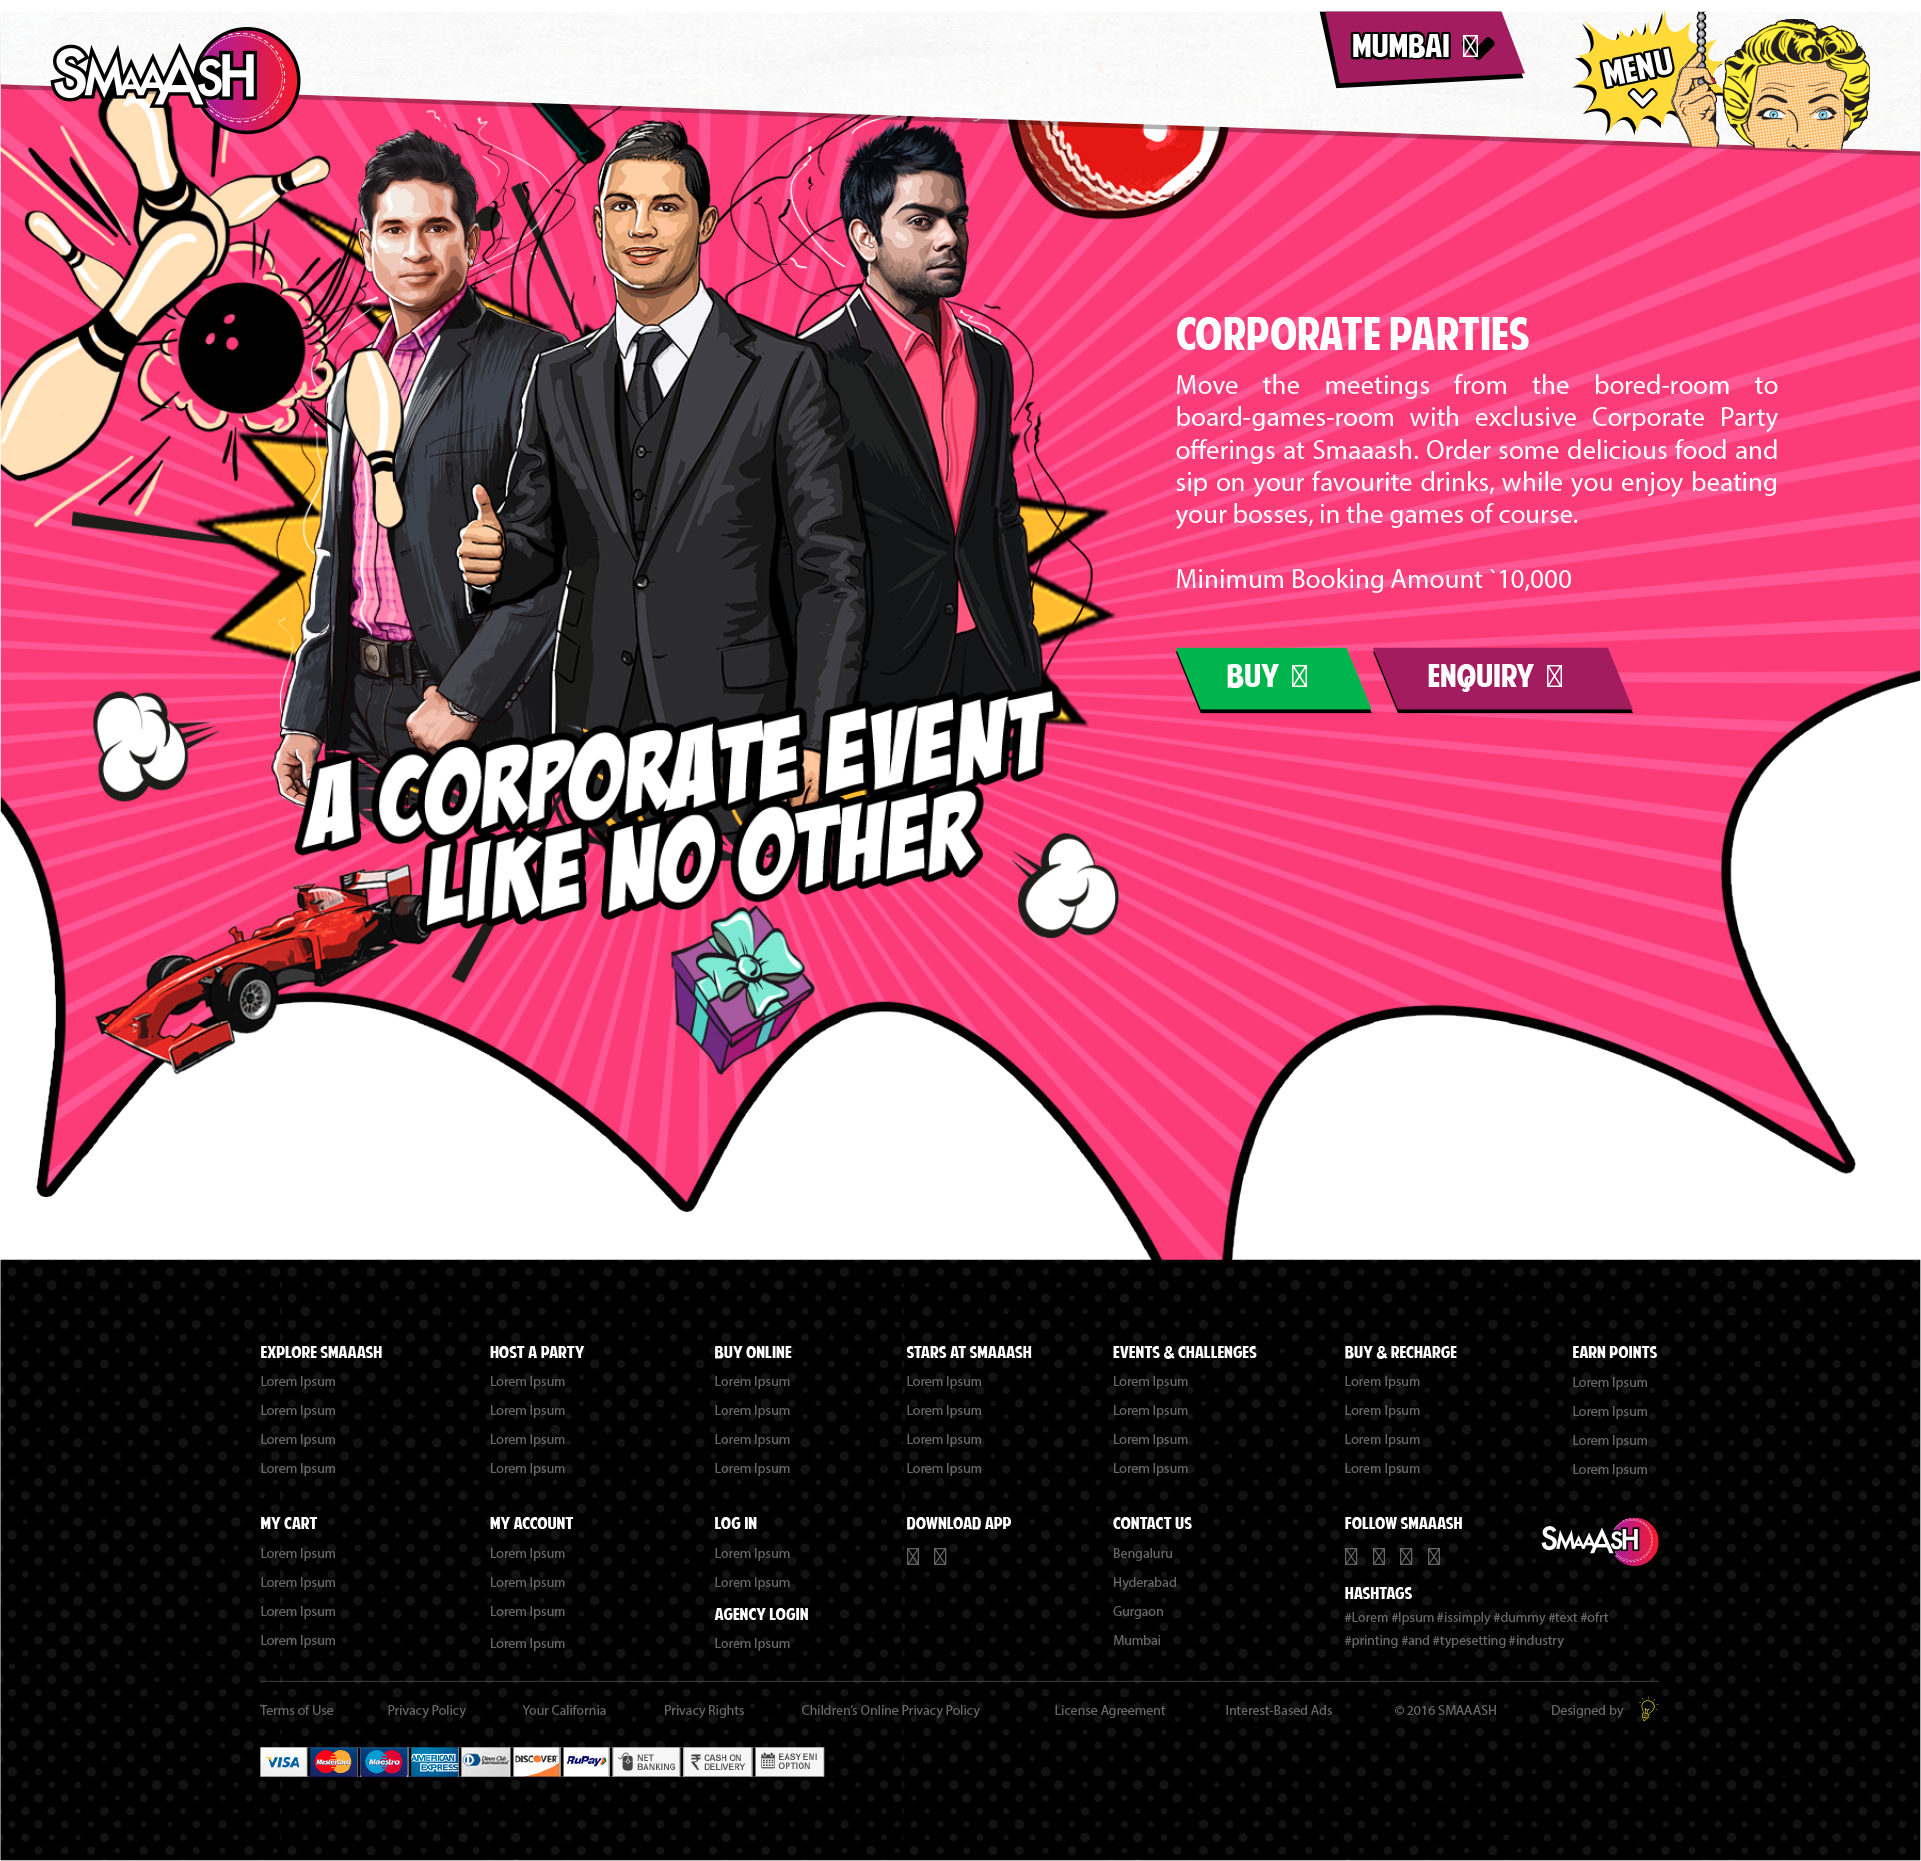 SMAAASH
MUMBAI
MENU
CORPORATE PARTIES
Move the meetings from the bored-room to
board-games-room with exclusive Corporate Party
offerings at Smaaash. Order some delicious food and
sip on your favourite drinks, while you enjoy beating
your bosses, in the games of course.
Minimum Booking Amount `10,000
BUY
ENQUIRY
A CORPORATE EVENT
LIKE NO OTHER
EXPLORE SMAAASH
Lorem Ipsum
Lorem Ipsum
Lorem Ipsum
Lorem Ipsum
HOST A PARTY
Lorem Ipsum
Lorem Ipsum
Lorem Ipsum
Lorem Ipsum
BUY ONLINE
Lorem Ipsum
Lorem Ipsum
Lorem Ipsum
Lorem Ipsum
STARS AT SMAAASH
Lorem Ipsum
Lorem Ipsum
Lorem Ipsum
Lorem Ipsum
EVENTS & CHALLENGES
Lorem Ipsum
Lorem Ipsum
Lorem Ipsum
Lorem Ipsum
BUY & RECHARGE
Lorem Ipsum
Lorem Ipsum
Lorem Ipsum
Lorem Ipsum
EARN POINTS
Lorem Ipsum
Lorem Ipsum
Lorem Ipsum
Lorem Ipsum
MY CART
Lorem Ipsum
Lorem Ipsum
Lorem Ipsum
Lorem Ipsum
MY ACCOUNT
Lorem Ipsum
Lorem Ipsum
Lorem Ipsum
Lorem Ipsum
LOG IN
Lorem Ipsum
Lorem Ipsum
AGENCY LOGIN
Lorem Ipsum
DOWNLOAD APP
CONTACT US
Bengaluru
Hyderabad
Gurgaon
Mumbai
FOLLOW SMAAASH
HASHTAGS
#Lorem #Ipsum #issimply #dummy #text #ofrt
#printing #and #typesetting #industry
SMAAASH
Terms of Use Privacy Policy Your California Privacy Rights Children's Online Privacy Policy License Agreement Interest-Based Ads © 2016 SMAAASH Designed by
VISA
MasterCard
Maestro
AMERICAN
EXPRESS
Diners Club
International
DISCOVER
RuPay
NET
BANKING
₹ CASH ON
DELIVERY
EASY EMI
OPTION